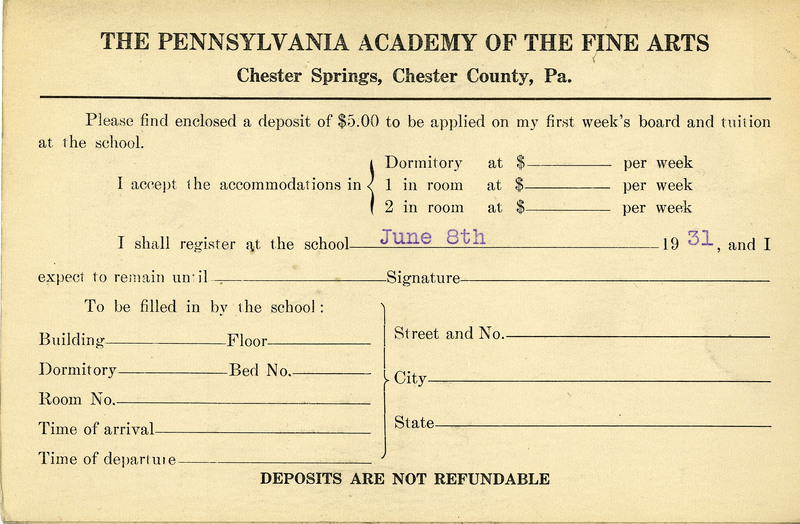 THE PENNSYLVANIA ACADEMY OF THE FINE ARTS
Chester Springs, Chester County, Pa.
Please find enclosed a deposit of $5.00 to be applied on my first week's board and tuition
at the school.
I accept the accommodations in
Dormitory at $ per week
1 in room at $ per week
2 in room at $ per week
I shall register at the school June 8th 19 31, and I
expect to remain until Signature
To be filled in by the school:
Building Floor
Dormitory Bed No.
Room No.
Time of arrival
Time of departure
Street and No.
City
State
DEPOSITS ARE NOT REFUNDABLE